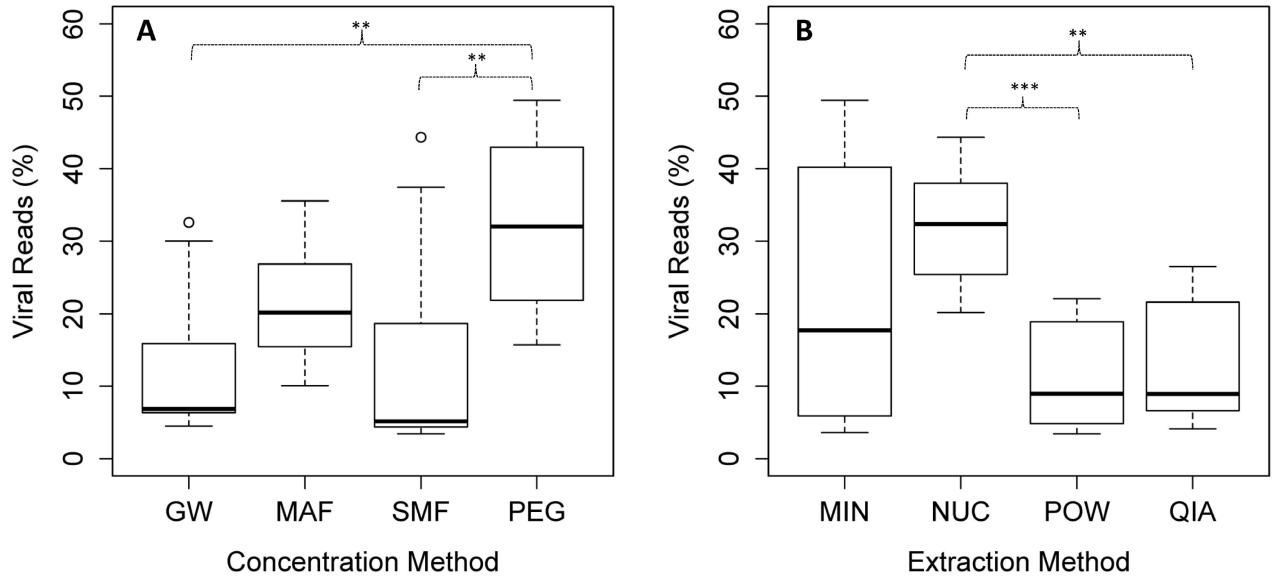 A
**
**
Viral Reads (%)
60
50
40
30
20
10
0
GW MAF SMF PEG
Concentration Method
B
**
***
Viral Reads (%)
60
50
40
30
20
10
0
MIN NUC POW QIA
Extraction Method